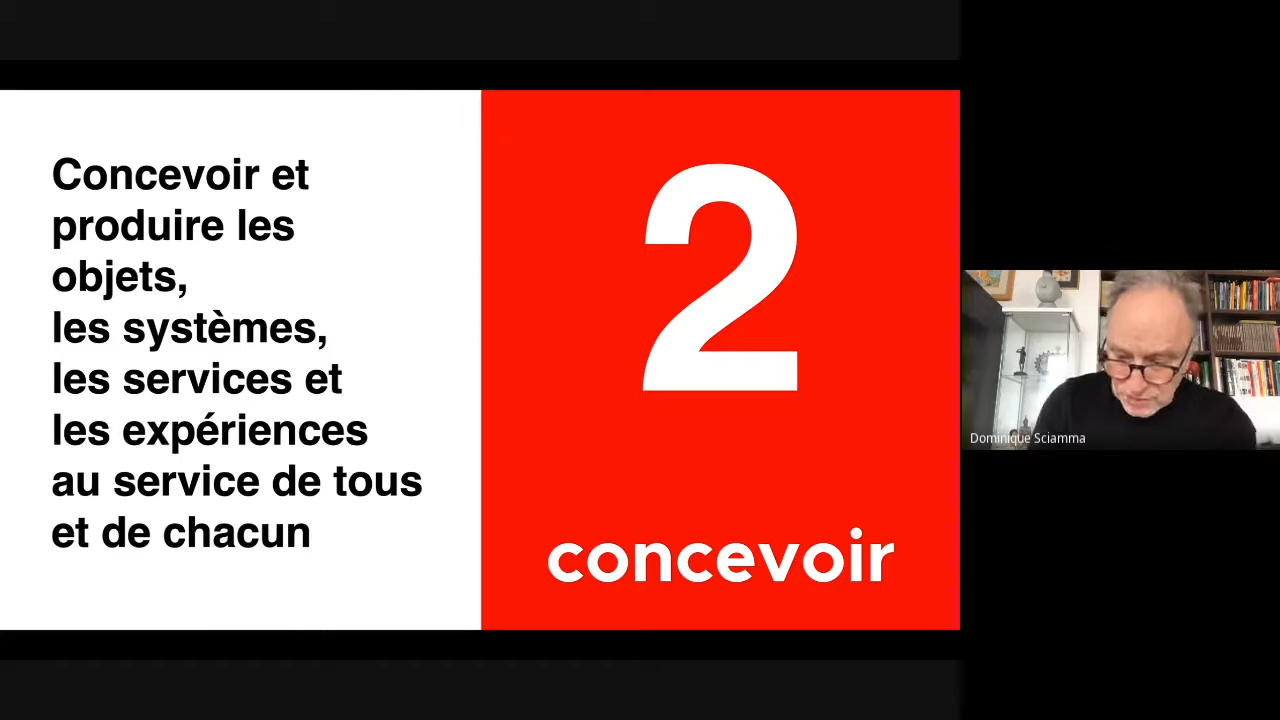 Concevoir et
produire les
objets,
les systèmes,
les services et
les expériences
au service de tous
et de chacun
2
concevoir
Dominique Sciamma